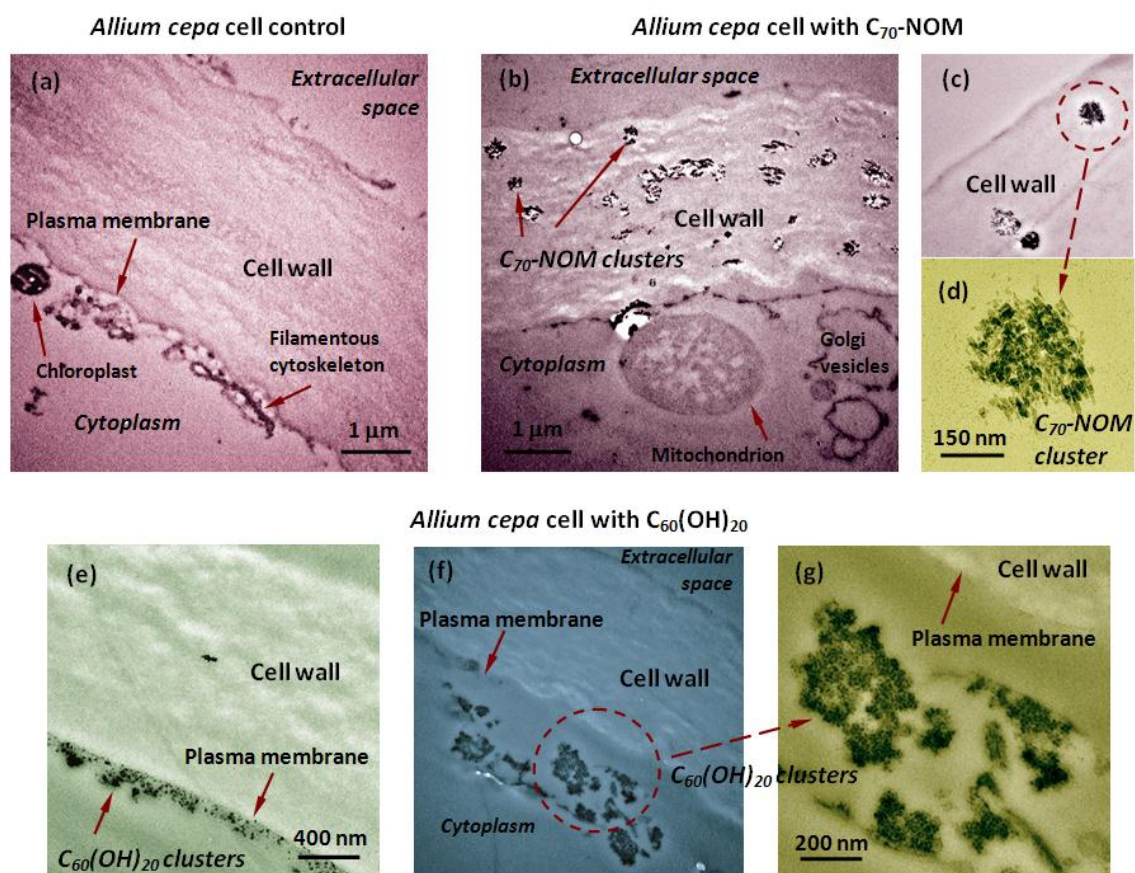 Allium cepa cell control
Allium cepa cell with C₇₀-NOM
(a)
Extracellular
space
Plasma membrane
Cell wall
Chloroplast
Filamentous
cytoskeleton
Cytoplasm
1 μm
(b)
Extracellular space
Cell wall
C₇₀-NOM clusters
Cytoplasm
Golgi
vesicles
1 μm
Mitochondrion
(c)
Cell wall
(d)
150 nm
C₇₀-NOM
cluster
Allium cepa cell with C₆₀(OH)₂₀
(e)
Cell wall
Plasma membrane
400 nm
C₆₀(OH)₂₀ clusters
(f)
Extracellular
space
Plasma membrane
Cell wall
C₆₀(OH)₂₀ clusters
Cytoplasm
(g)
Cell wall
Plasma membrane
200 nm